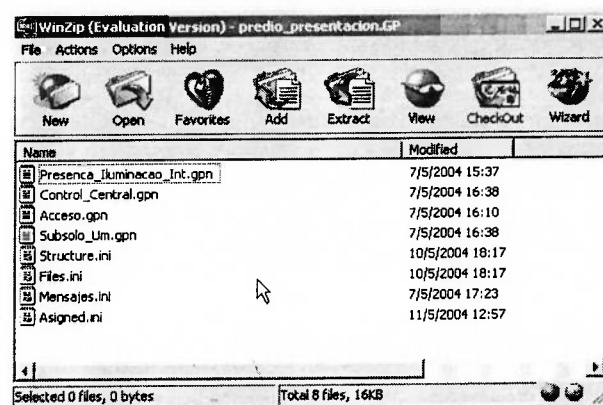 WinZip (Evaluation Version) - predio_presentacion.GP
File Actions Options Help
New Open Favorites Add Extract View CheckOut Wizard
Name Modified
Presenca_Iluminacao_Int.gpn 7/5/2004 15:37
Control_Central.gpn 7/5/2004 16:38
Acceso.gpn 7/5/2004 16:10
Subsolo_Um.gpn 7/5/2004 16:38
Structure.ini 10/5/2004 18:17
Files.ini 10/5/2004 18:17
Mensajes.ini 7/5/2004 17:23
Asigned.ini 11/5/2004 12:57
Selected 0 files, 0 bytes Total 8 files, 16KB